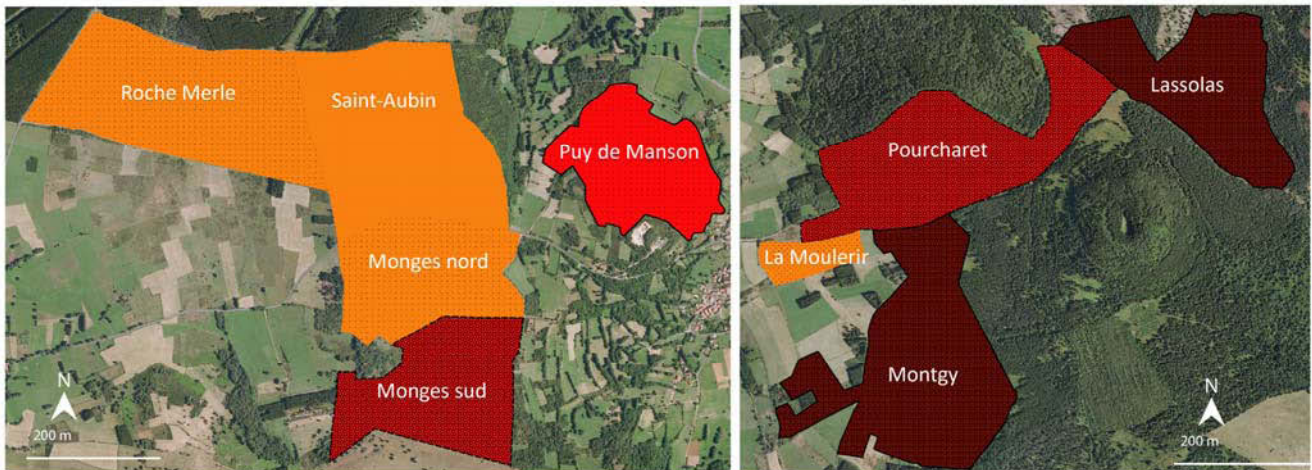 Roche Merle
Saint-Aubin
Puy de Manson
Monges nord
Monges sud
N
200 m
Lassolas
Pourcharet
La Moulerir
Montgy
N
200 m